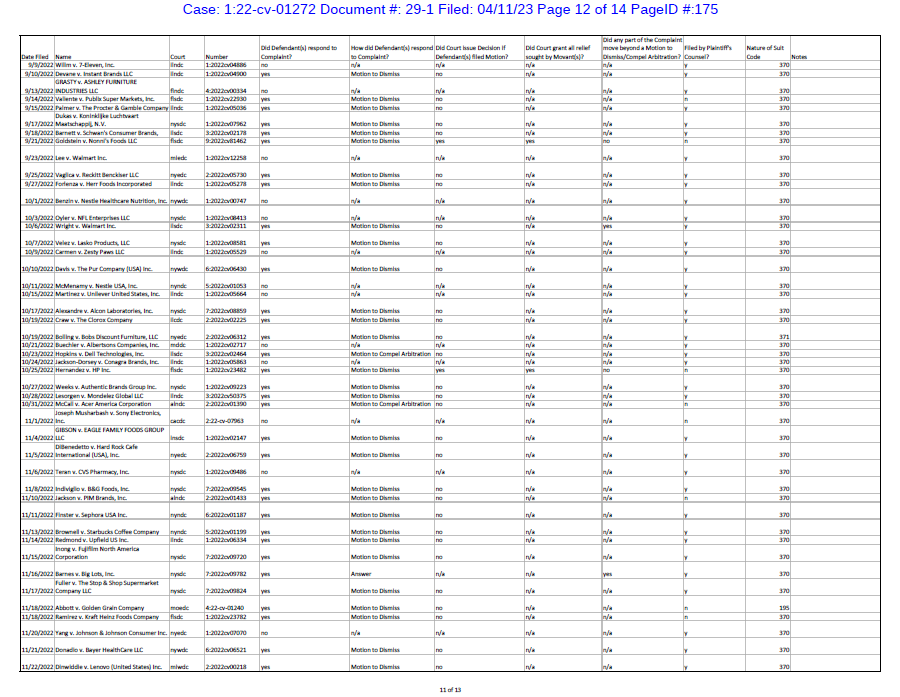 Case: 1:22-cv-01272 Document #: 29-1 Filed: 04/11/23 Page 12 of 14 PageID #:175
Did any part of the Complaint
Did Defendant(s) respond to How did Defendant(s) respond Did Court Issue Decision if Did Court grant all relief move beyond a Motion to Filed by Plaintiff's Nature of Suit
Date Filed Name Court Number Complaint? to Complaint? Defendant(s) filed Motion? sought by Movant(s)? Dismiss/Compel Arbitration? Counsel? Code Notes
9/9/2022 Willm v. 7-Eleven, Inc. ilndc 1:2022cv04886 no n/a n/a n/a n/a y 370
9/10/2022 Devane v. Instant Brands LLC ilndc 1:2022cv04900 yes Motion to Dismiss no n/a n/a y 370
GRASTY v. ASHLEY FURNITURE
9/13/2022 INDUSTRIES LLC flndc 4:2022cv00334 no n/a n/a n/a n/a y 370
9/14/2022 Valiente v. Publix Super Markets, Inc. flsdc 1:2022cv22930 yes Motion to Dismiss no n/a n/a n 370
9/15/2022 Palmer v. The Procter & Gamble Company ilndc 1:2022cv05036 yes Motion to Dismiss no n/a n/a y 370
Dukas v. Koninklijke Luchtvaart
9/17/2022 Maatschappij, N.V. nysdc 1:2022cv07962 yes Motion to Dismiss no n/a n/a y 370
9/18/2022 Barnett v. Schwan's Consumer Brands, ilsdc 3:2022cv02178 yes Motion to Dismiss no n/a n/a y 370
9/21/2022 Goldstein v. Nonni's Foods LLC flsdc 9:2022cv81462 yes Motion to Dismiss yes yes no n 370
9/23/2022 Lee v. Walmart Inc. miedc 1:2022cv12258 no n/a n/a n/a n/a y 370
9/25/2022 Vaglica v. Reckitt Benckiser LLC nyedc 2:2022cv05730 yes Motion to Dismiss no n/a n/a y 370
9/27/2022 Forlenza v. Herr Foods Incorporated ilndc 1:2022cv05278 yes Motion to Dismiss no n/a n/a y 370
10/1/2022 Benzin v. Nestle Healthcare Nutrition, Inc. nywdc 1:2022cv00747 no n/a n/a n/a n/a y 370
10/3/2022 Oyler v. NFL Enterprises LLC nysdc 1:2022cv08413 no n/a n/a n/a n/a y 370
10/6/2022 Wright v. Walmart Inc. ilsdc 3:2022cv02311 yes Motion to Dismiss no n/a yes y 370
10/7/2022 Velez v. Lasko Products, LLC nysdc 1:2022cv08581 yes Motion to Dismiss no n/a n/a y 370
10/9/2022 Carmen v. Zesty Paws LLC ilndc 1:2022cv05529 no n/a n/a n/a n/a y 370
10/10/2022 Davis v. The Pur Company (USA) Inc. nywdc 6:2022cv06430 yes Motion to Dismiss no n/a n/a y 370
10/11/2022 McMenamy v. Nestle USA, Inc. nyndc 5:2022cv01053 no n/a n/a n/a n/a y 370
10/15/2022 Martinez v. Unilever United States, Inc. ilndc 1:2022cv05664 no n/a n/a n/a n/a y 370
10/17/2022 Alexandre v. Alcon Laboratories, Inc. nysdc 7:2022cv08859 yes Motion to Dismiss no n/a n/a y 370
10/19/2022 Craw v. The Clorox Company ilcdc 2:2022cv02225 yes Motion to Dismiss no n/a n/a y 370
10/19/2022 Bolling v. Bobs Discount Furniture, LLC nyedc 2:2022cv06312 yes Motion to Dismiss no n/a n/a y 371
10/21/2022 Buechler v. Albertsons Companies, Inc. mddc 1:2022cv02717 no n/a n/a n/a n/a y 370
10/23/2022 Hopkins v. Dell Technologies, Inc. ilsdc 3:2022cv02464 yes Motion to Compel Arbitration no n/a n/a y 370
10/24/2022 Jackson-Dorsey v. Conagra Brands, Inc. ilndc 1:2022cv05863 no n/a n/a n/a n/a y 370
10/25/2022 Hernandez v. HP Inc. flsdc 1:2022cv23482 yes Motion to Dismiss yes yes no n 370
10/27/2022 Weeks v. Authentic Brands Group Inc. nysdc 1:2022cv09223 yes Motion to Dismiss no n/a n/a y 370
10/28/2022 Lesorgen v. Mondelez Global LLC ilndc 3:2022cv50375 yes Motion to Dismiss no n/a n/a y 370
10/31/2022 McCall v. Acer America Corporation alndc 2:2022cv01390 yes Motion to Compel Arbitration no n/a n/a n 370
Joseph Musharbash v. Sony Electronics,
11/1/2022 Inc. cacdc 2:22-cv-07963 no n/a n/a n/a n/a n 370
GIBSON v. EAGLE FAMILY FOODS GROUP
11/4/2022 LLC insdc 1:2022cv02147 yes Motion to Dismiss no n/a n/a y 370
DiBenedetto v. Hard Rock Cafe
11/5/2022 International (USA), Inc. nyedc 2:2022cv06759 yes Motion to Dismiss no n/a n/a y 370
11/6/2022 Teran v. CVS Pharmacy, Inc. nysdc 1:2022cv09486 no n/a n/a n/a n/a y 370
11/8/2022 Indiviglio v. B&G Foods, Inc. nysdc 7:2022cv09545 yes Motion to Dismiss no n/a n/a y 370
11/10/2022 Jackson v. PIM Brands, Inc. alndc 2:2022cv01433 yes Motion to Dismiss no n/a n/a n 370
11/11/2022 Finster v. Sephora USA Inc. nyndc 6:2022cv01187 yes Motion to Dismiss no n/a n/a y 370
11/13/2022 Brownell v. Starbucks Coffee Company nyndc 5:2022cv01199 yes Motion to Dismiss no n/a n/a y 370
11/14/2022 Redmond v. Upfield US Inc. ilndc 1:2022cv06334 yes Motion to Dismiss no n/a n/a y 370
Inong v. Fujifilm North America
11/15/2022 Corporation nysdc 7:2022cv09720 yes Motion to Dismiss no n/a n/a y 370
11/16/2022 Barnes v. Big Lots, Inc. nysdc 7:2022cv09782 yes Answer n/a n/a yes y 370
Fuller v. The Stop & Shop Supermarket
11/17/2022 Company LLC nysdc 7:2022cv09824 yes Motion to Dismiss no n/a n/a y 370
11/18/2022 Abbott v. Golden Grain Company moedc 4:22-cv-01240 yes Motion to Dismiss no n/a n/a n 195
11/18/2022 Ramirez v. Kraft Heinz Foods Company flsdc 1:2022cv23782 yes Motion to Dismiss no n/a n/a y 370
11/20/2022 Yang v. Johnson & Johnson Consumer Inc. nyedc 1:2022cv07070 no n/a n/a n/a n/a y 370
11/21/2022 Donadio v. Bayer HealthCare LLC nywdc 6:2022cv06521 yes Motion to Dismiss no n/a n/a y 370
11/22/2022 Dinwiddie v. Lenovo (United States) Inc. miwdc 2:2022cv00218 yes Motion to Dismiss no n/a n/a y 370
11 of 13